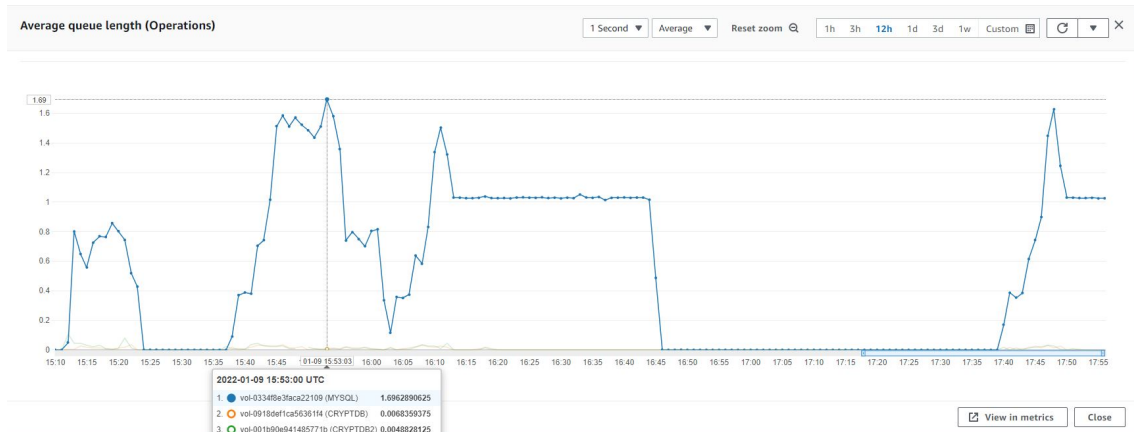 Average queue length (Operations)
1 Second ▼ Average ▼ Reset zoom 1h 3h 12h 1d 3d 1w Custom
1.69
1.6
1.4
1.2
1
0.8
0.6
0.4
0.2
0
15:10 15:15 15:20 15:25 15:30 15:35 15:40 15:45 01-09 15:53:03 16:00 16:05 16:10 16:15 16:20 16:25 16:30 16:35 16:40 16:45 16:50 16:55 17:00 17:05 17:10 17:15 17:20 17:25 17:30 17:35 17:40 17:45 17:50 17:55
2022-01-09 15:53:00 UTC
1. vol-0334f8e3faca22109 (MYSQL) 1.6962890625
2. vol-0918def1ca56361f4 (CRYPTDB) 0.0068359375
3. vol-001b90e941485771b (CRYPTDB2) 0.0048828125
View in metrics Close